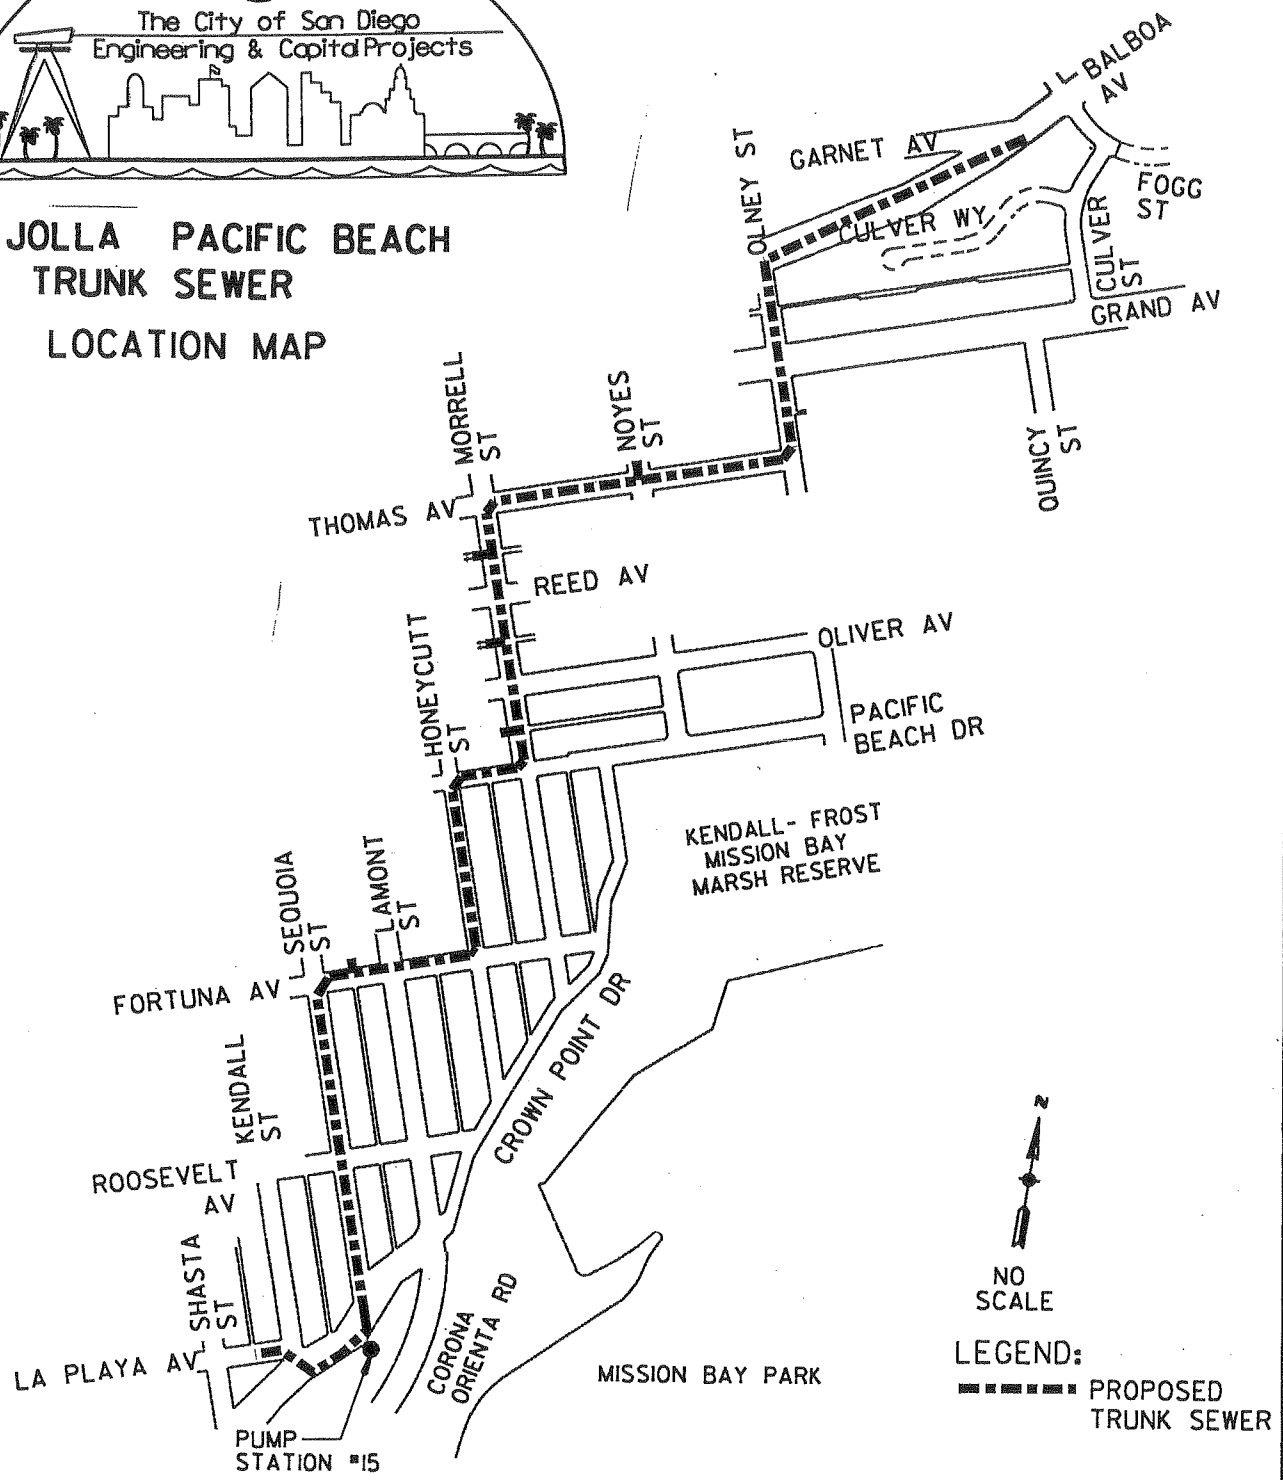 The City of San Diego
Engineering & Capital Projects
JOLLA PACIFIC BEACH
TRUNK SEWER
LOCATION MAP
BALBOA
AV
GARNET AV
OLNEY ST
FOGG
ST
CULVER WY
CULVER
ST
GRAND AV
MORRELL
ST
NOYES
ST
QUINCY
ST
THOMAS AV
REED AV
OLIVER AV
HONEYCUTT
ST
PACIFIC
BEACH DR
KENDALL- FROST
MISSION BAY
MARSH RESERVE
SEQUOIA
ST
LAMONT
ST
FORTUNA AV
CROWN POINT DR
KENDALL
ST
ROOSEVELT
AV
N
SHASTA
ST
NO
SCALE
CORONA
ORIENTA RD
LA PLAYA AV
MISSION BAY PARK
LEGEND:
PROPOSED
TRUNK SEWER
PUMP
STATION #15